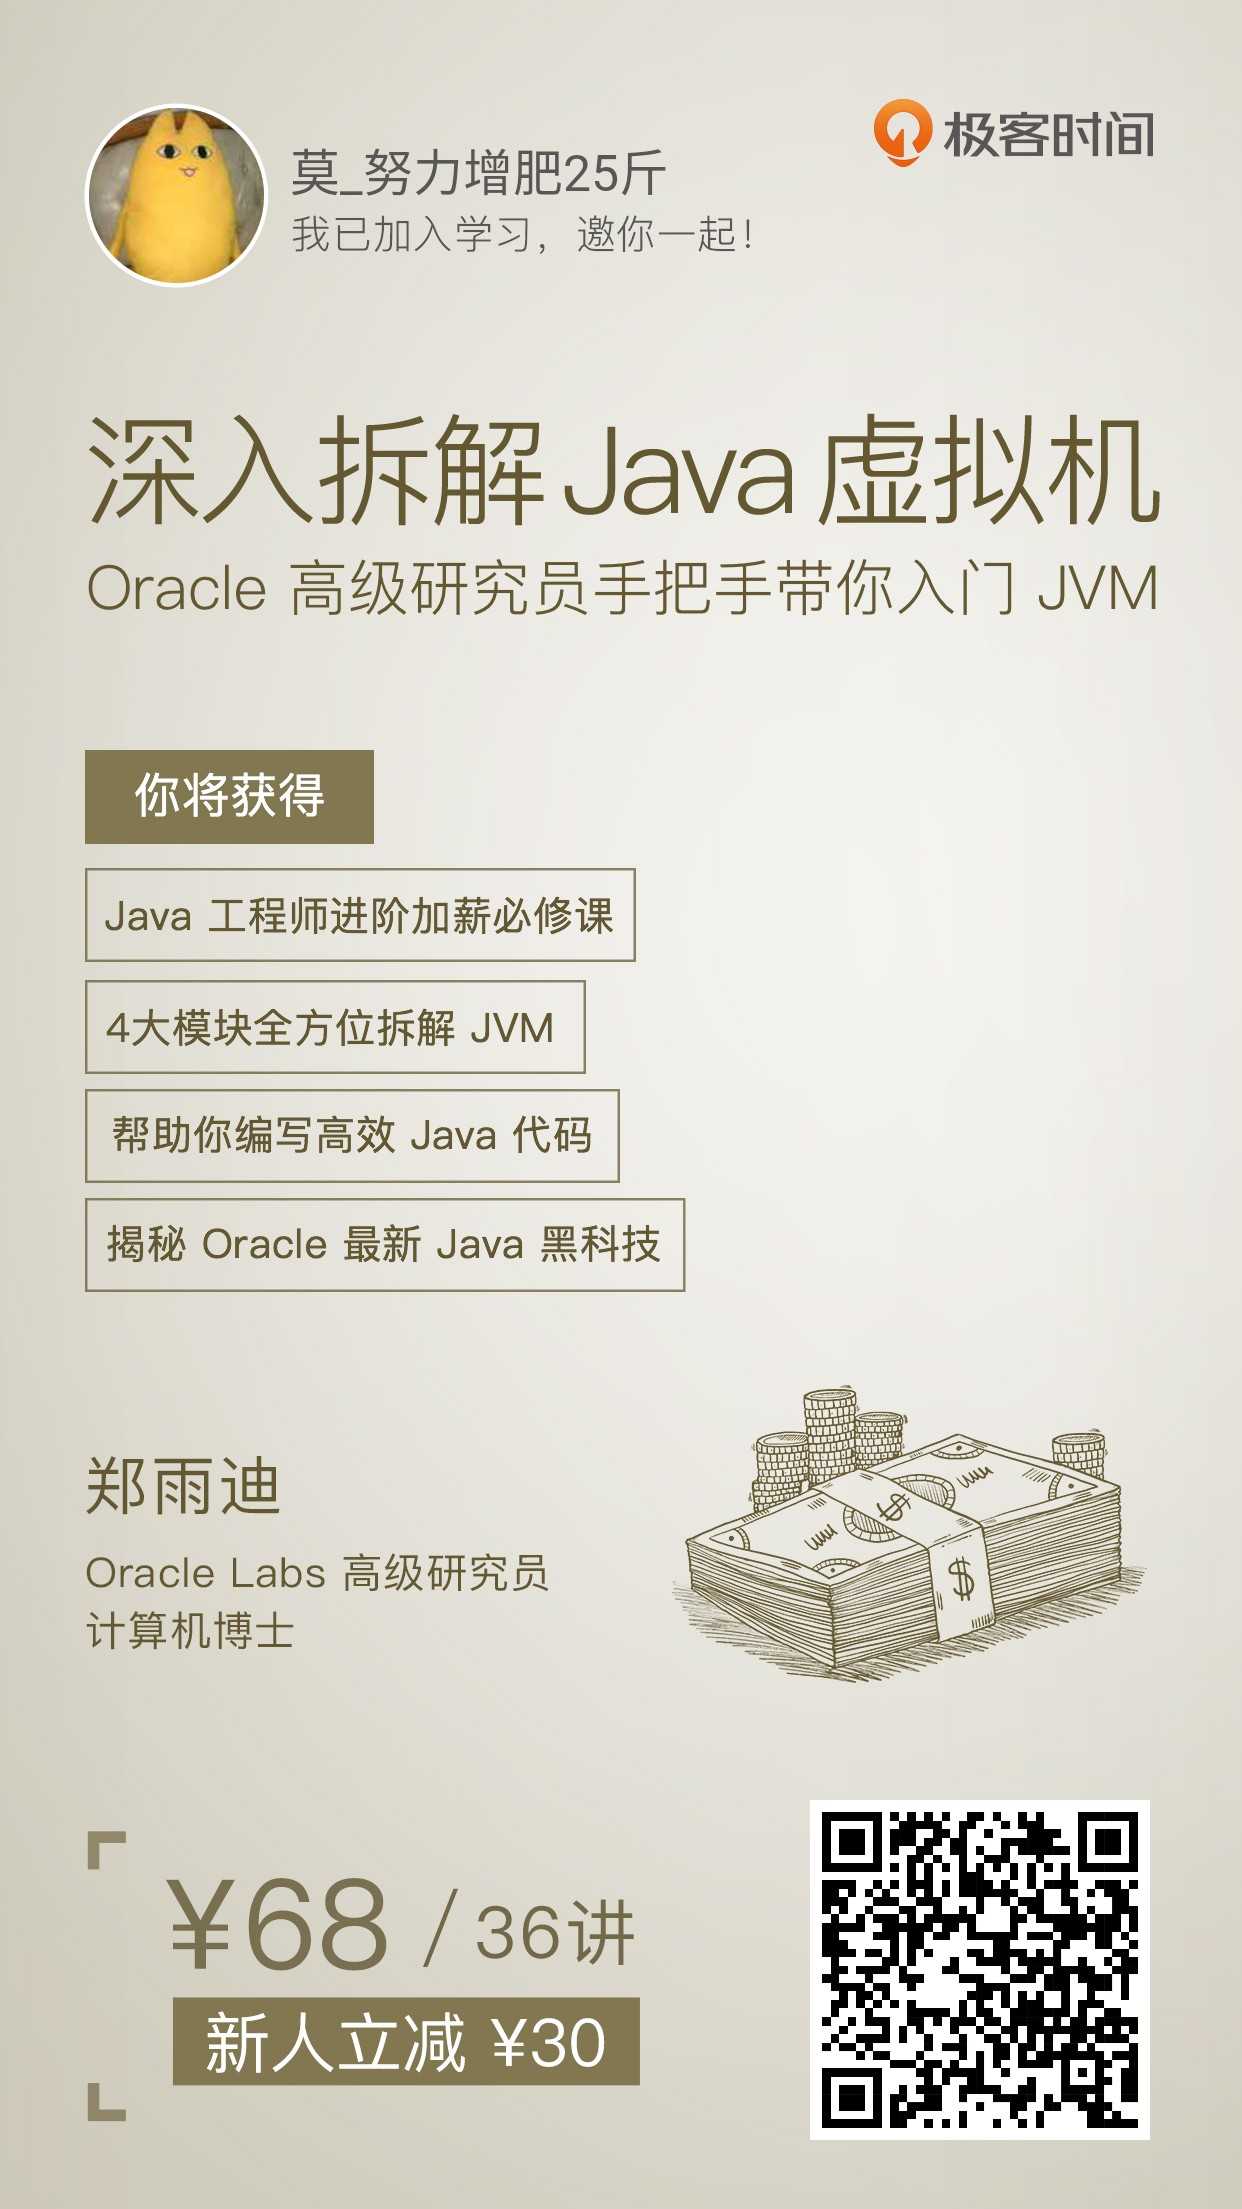 极客时间
莫_努力增肥25斤
我已加入学习，邀你一起！
深入拆解 Java 虚拟机
Oracle 高级研究员手把手带你入门 JVM
你将获得
Java 工程师进阶加薪必修课
4大模块全方位拆解 JVM
帮助你编写高效 Java 代码
揭秘 Oracle 最新 Java 黑科技
郑雨迪
Oracle Labs 高级研究员
计算机博士
$
$
¥68 / 36讲
新人立减 ¥30